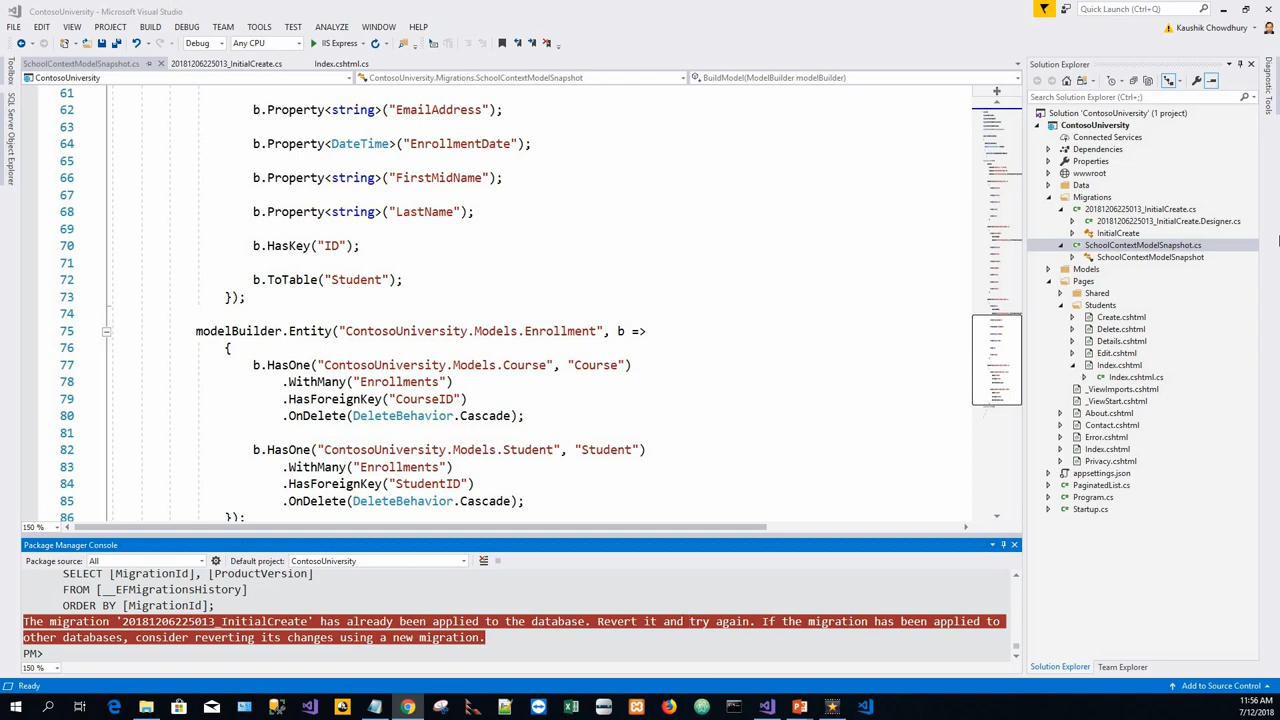 ContosoUniversity - Microsoft Visual Studio
Quick Launch (Ctrl+Q)
FILE EDIT VIEW PROJECT BUILD DEBUG TEAM TOOLS TEST ANALYZE WINDOW HELP
Kaushik Chowdhury
Debug Any CPU IIS Express
SchoolContextModelSnapshot.cs 20181206225013_InitialCreate.cs Index.cshtml.cs
ContosoUniversity ContosoUniversity.Migrations.SchoolContextModelSnapshot BuildModel(ModelBuilder modelBuilder)
Toolbox
SQL Server Object Explorer
61
62 b.Property<string>("EmailAddress");
63
64 b.Property<DateTime>("EnrollmentDate");
65
66 b.Property<string>("FirstMidName");
67
68 b.Property<string>("LastName");
69
70 b.HasKey("ID");
71
72 b.ToTable("Student");
73 });
74
75 modelBuilder.Entity("ContosoUniversity.Models.Enrollment", b =>
76 {
77 b.HasOne("ContosoUniversity.Models.Course", "Course")
78 .WithMany("Enrollments")
79 .HasForeignKey("CourseID")
80 .OnDelete(DeleteBehavior.Cascade);
81
82 b.HasOne("ContosoUniversity.Models.Student", "Student")
83 .WithMany("Enrollments")
84 .HasForeignKey("StudentID")
85 .OnDelete(DeleteBehavior.Cascade);
86 });
150 %
Package Manager Console
Package source: All Default project: ContosoUniversity
SELECT [MigrationId], [ProductVersion]
FROM [__EFMigrationsHistory]
ORDER BY [MigrationId];
The migration '20181206225013_InitialCreate' has already been applied to the database. Revert it and try again. If the migration has been applied to
other databases, consider reverting its changes using a new migration.
PM>
150 %
Solution Explorer
Search Solution Explorer (Ctrl+;)
Solution 'ContosoUniversity' (1 project)
ContosoUniversity
Connected Services
Dependencies
Properties
wwwroot
Data
Migrations
20181206225013_InitialCreate.cs
20181206225013_InitialCreate.Designer.cs
InitialCreate
SchoolContextModelSnapshot.cs
SchoolContextModelSnapshot
Models
Pages
Shared
Students
Create.cshtml
Delete.cshtml
Details.cshtml
Edit.cshtml
Index.cshtml
Index.cshtml.cs
_ViewImports.cshtml
_ViewStart.cshtml
About.cshtml
Contact.cshtml
Error.cshtml
Index.cshtml
Privacy.cshtml
appsettings.json
PaginatedList.cs
Program.cs
Startup.cs
Solution Explorer Team Explorer
Diagnostic Tools
Ready
Add to Source Control
11:56 AM
7/12/2018